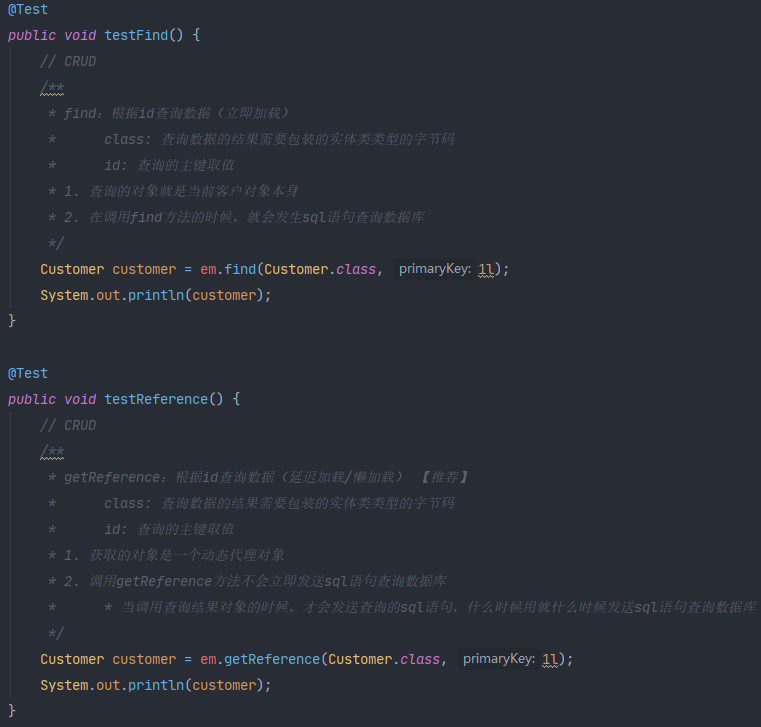 @Test
public void testFind() {
// CRUD
/**
* find：根据id查询数据（立即加载）
*      class: 查询数据的结果需要包装的实体类类型的字节码
*      id: 查询的主键取值
* 1. 查询的对象就是当前客户对象本身
* 2. 在调用find方法的时候，就会发生sql语句查询数据库
*/
Customer customer = em.find(Customer.class, primaryKey: 1l);
System.out.println(customer);
}
@Test
public void testReference() {
// CRUD
/**
* getReference：根据id查询数据（延迟加载/懒加载） 【推荐】
*      class: 查询数据的结果需要包装的实体类类型的字节码
*      id: 查询的主键取值
* 1. 获取的对象是一个动态代理对象
* 2. 调用getReference方法不会立即发送sql语句查询数据库
*      * 当调用查询结果对象的时候，才会发送查询的sql语句，什么时候用就什么时候发送sql语句查询数据库
*/
Customer customer = em.getReference(Customer.class, primaryKey: 1l);
System.out.println(customer);
}